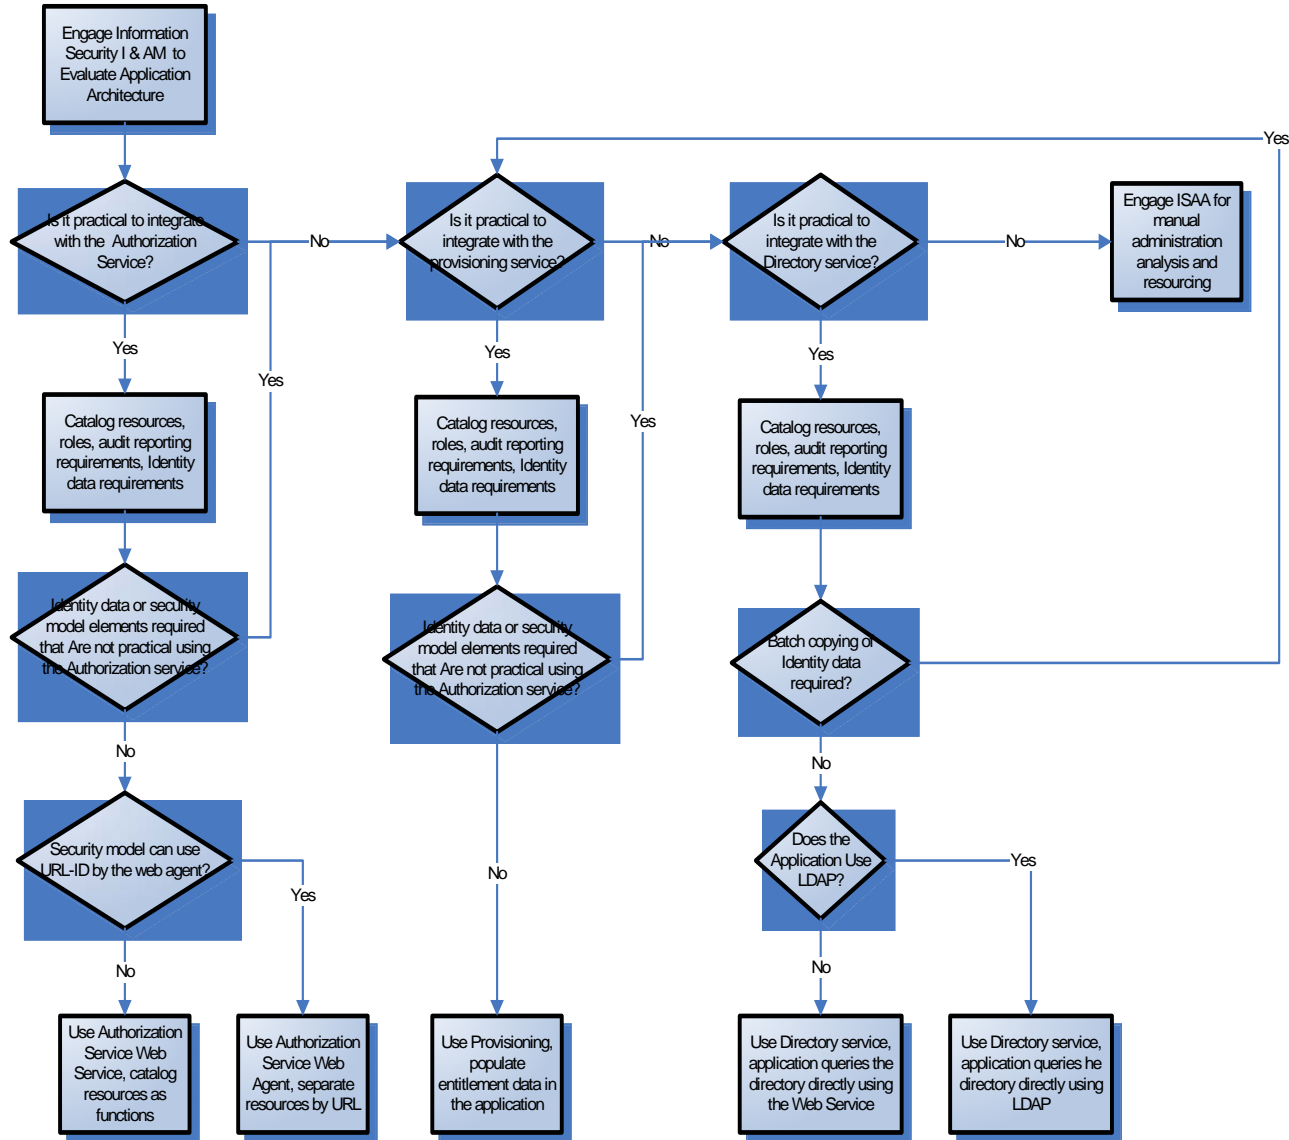 Engage Information
Security I & AM to
Evaluate Application
Architecture
Yes
Is it practical to integrate
with the Authorization
Service?
No
Is it practical to
integrate with the
provisioning service?
No
Is it practical to
integrate with the
Directory service?
No
Engage ISAA for
manual
administration
analysis and
resourcing
Yes
Yes
Yes
Yes
Yes
Catalog resources,
roles, audit reporting
requirements, Identity
data requirements
Catalog resources,
roles, audit reporting
requirements, Identity
data requirements
Catalog resources,
roles, audit reporting
requirements, Identity
data requirements
Identity data or security
model elements required
that Are not practical using
the Authorization service?
Identity data or security
model elements required
that Are not practical using
the Authorization service?
Batch copying of
Identity data
required?
No
No
Security model can use
URL-ID by the web agent?
Yes
No
Does the
Application Use
LDAP?
Yes
No
No
Use Authorization
Service Web
Service, catalog
resources as
functions
Use Authorization
Service Web
Agent, separate
resources by URL
Use Provisioning,
populate
entitlement data in
the application
Use Directory service,
application queries the
directory directly using
the Web Service
Use Directory service,
application queries he
directory directly using
LDAP